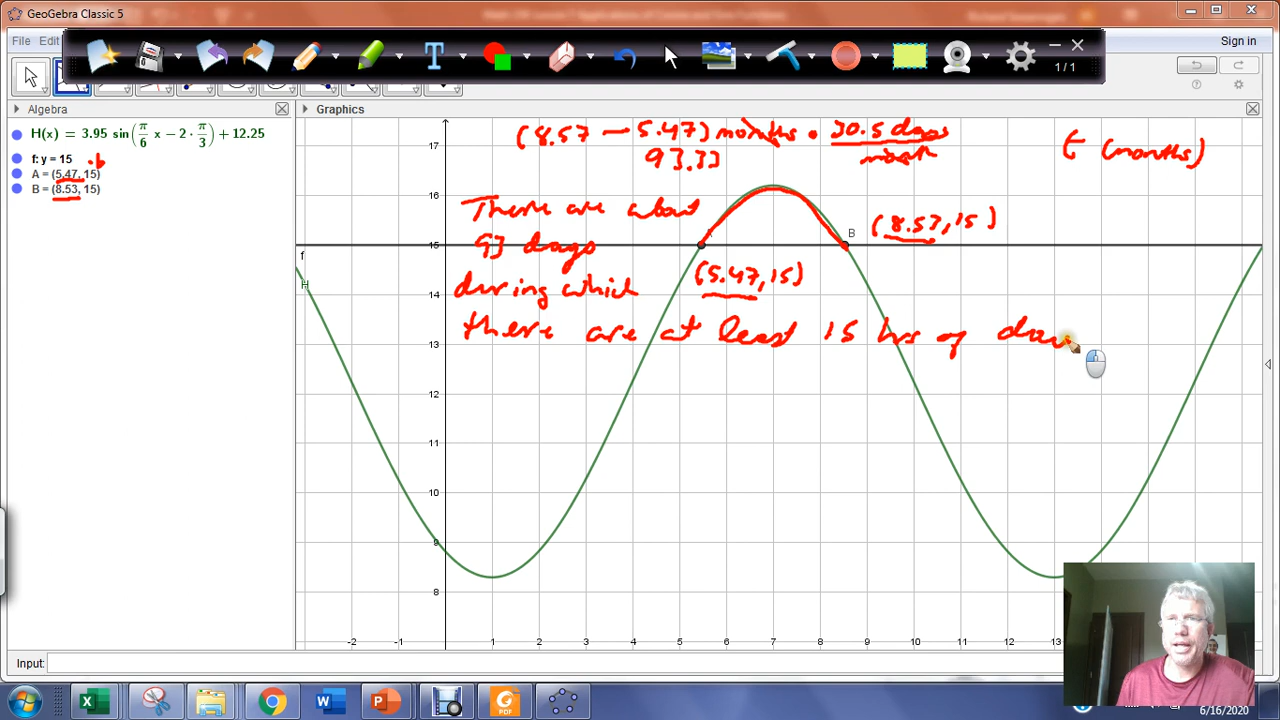 GeoGebra Classic 5
File Edit
1/1
Sign in
Algebra
Graphics
H(x) = 3.95 sin(π/6 x − 2 · π/3) + 12.25
f: y = 15
A = (5.47, 15)
B = (8.53, 15)
(8.53 — 5.47) months • 30.5 days
month
93.33
t (months)
There are about
93 days
during which
there are at least 15 hrs of day
(8.53, 15)
(5.47, 15)
A
B
f
H
17
16
15
14
13
12
11
10
9
8
-2 -1 0 1 2 3 4 5 6 7 8 9 10 11 12 13
Input:
6/16/2020